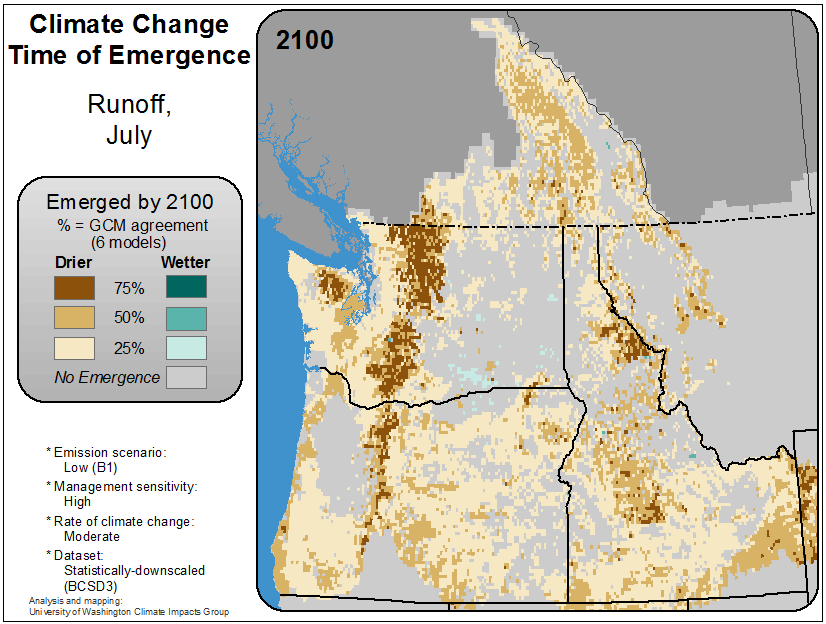 Climate Change
Time of Emergence
Runoff,
July
Emerged by 2100
% = GCM agreement
(6 models)
Drier Wetter
75%
50%
25%
No Emergence
* Emission scenario:
Low (B1)
* Management sensitivity:
High
* Rate of climate change:
Moderate
* Dataset:
Statistically-downscaled
(BCSD3)
Analysis and mapping:
University of Washington Climate Impacts Group
2100